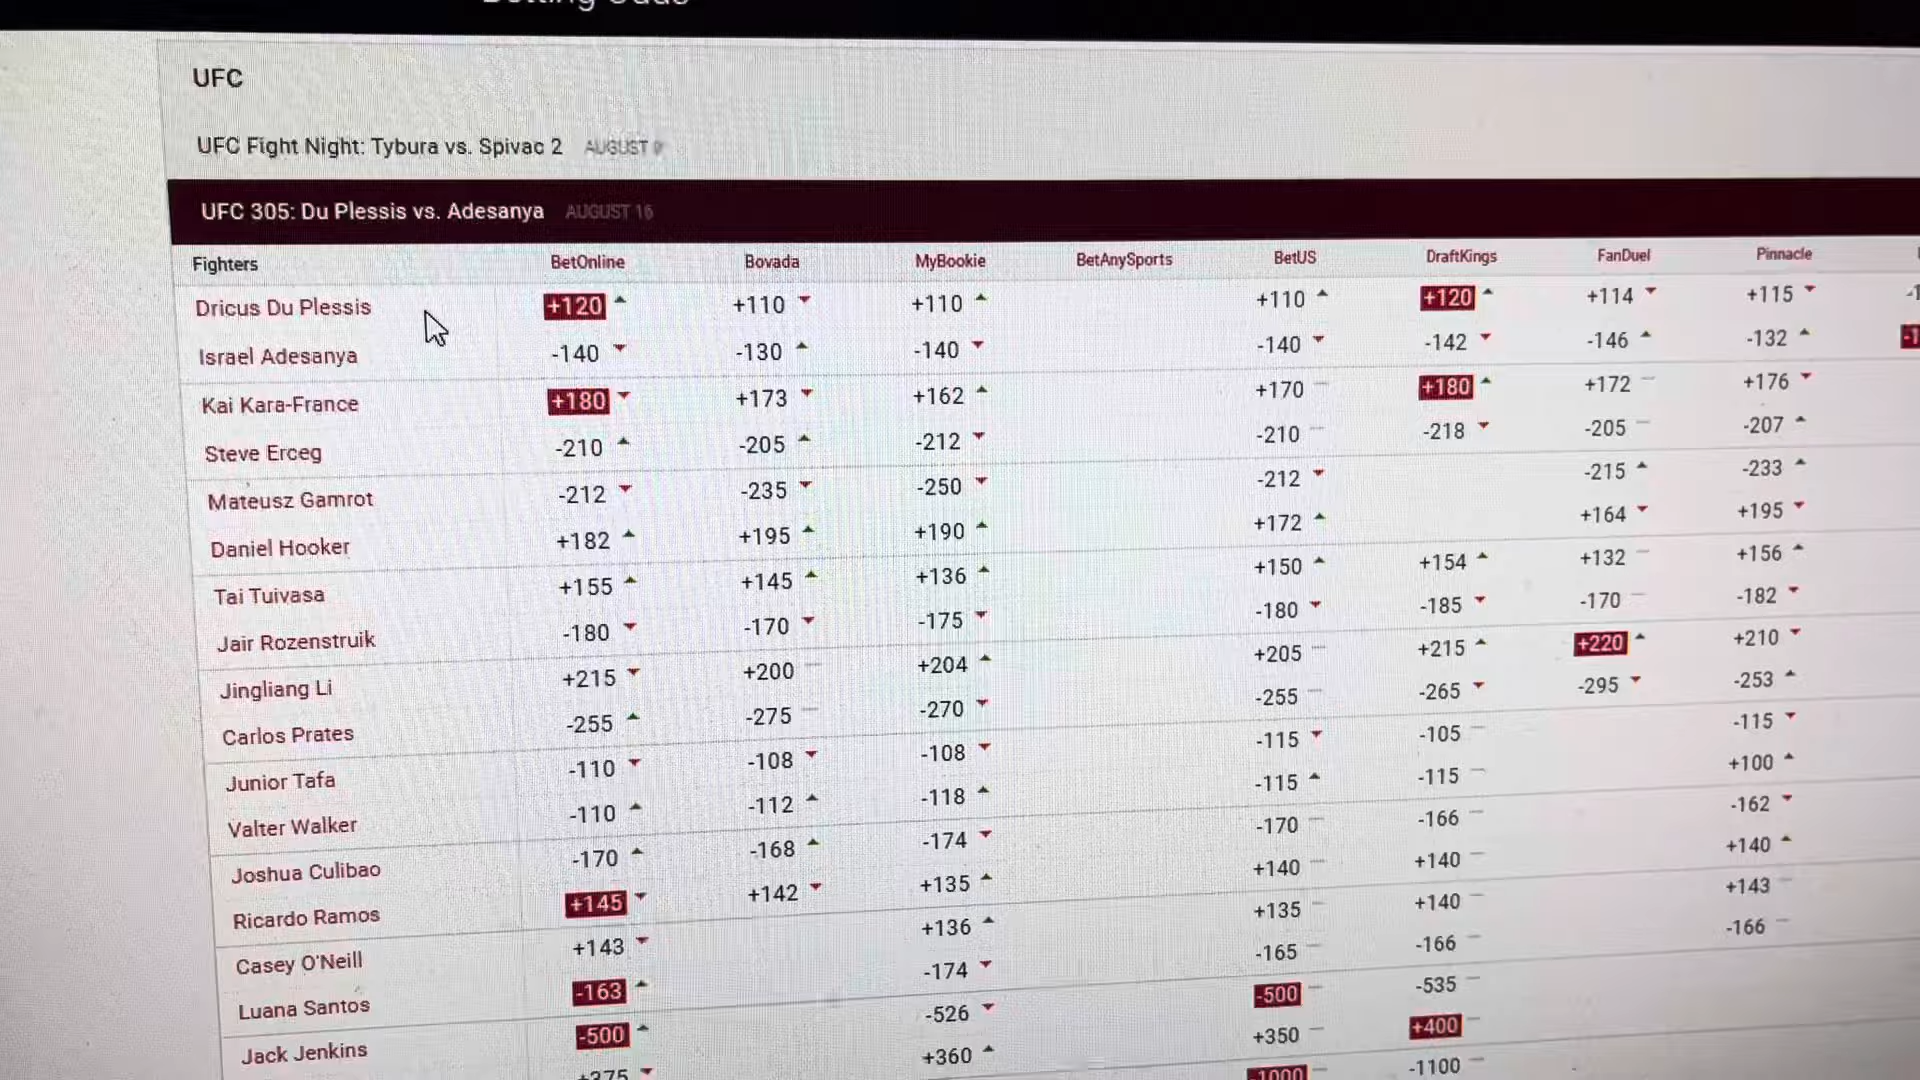 UFC
UFC Fight Night: Tybura vs. Spivac 2 AUGUST
UFC 305: Du Plessis vs. Adesanya AUGUST 16
Fighters BetOnline Bovada MyBookie BetAnySports BetUS DraftKings FanDuel Pinnacle
Dricus Du Plessis +120 +110 +110 +110 +120 +114 +115
Israel Adesanya -140 -130 -140 -140 -142 -146 -132
Kai Kara-France +180 +173 +162 +170 +180 +172 +176
Steve Erceg -210 -205 -212 -210 -218 -205 -207
Mateusz Gamrot -212 -235 -250 -212 -215 -233
Daniel Hooker +182 +195 +190 +172 +164 +195
Tai Tuivasa +155 +145 +136 +150 +154 +132 +156
Jair Rozenstruik -180 -170 -175 -180 -185 -170 -182
Jingliang Li +215 +200 +204 +205 +215 +220 +210
Carlos Prates -255 -275 -270 -255 -265 -295 -253
Junior Tafa -110 -108 -108 -115 -105 -115
Valter Walker -110 -112 -118 -115 -115 +100
Joshua Culibao -170 -168 -174 -170 -166 -162
Ricardo Ramos +145 +142 +135 +140 +140 +140
Casey O'Neill +143 +136 +135 +140 +143
Luana Santos -163 -174 -165 -166 -166
Jack Jenkins -500 -526 -500 -535
+375 +360 +350 +400
-1000 -1100